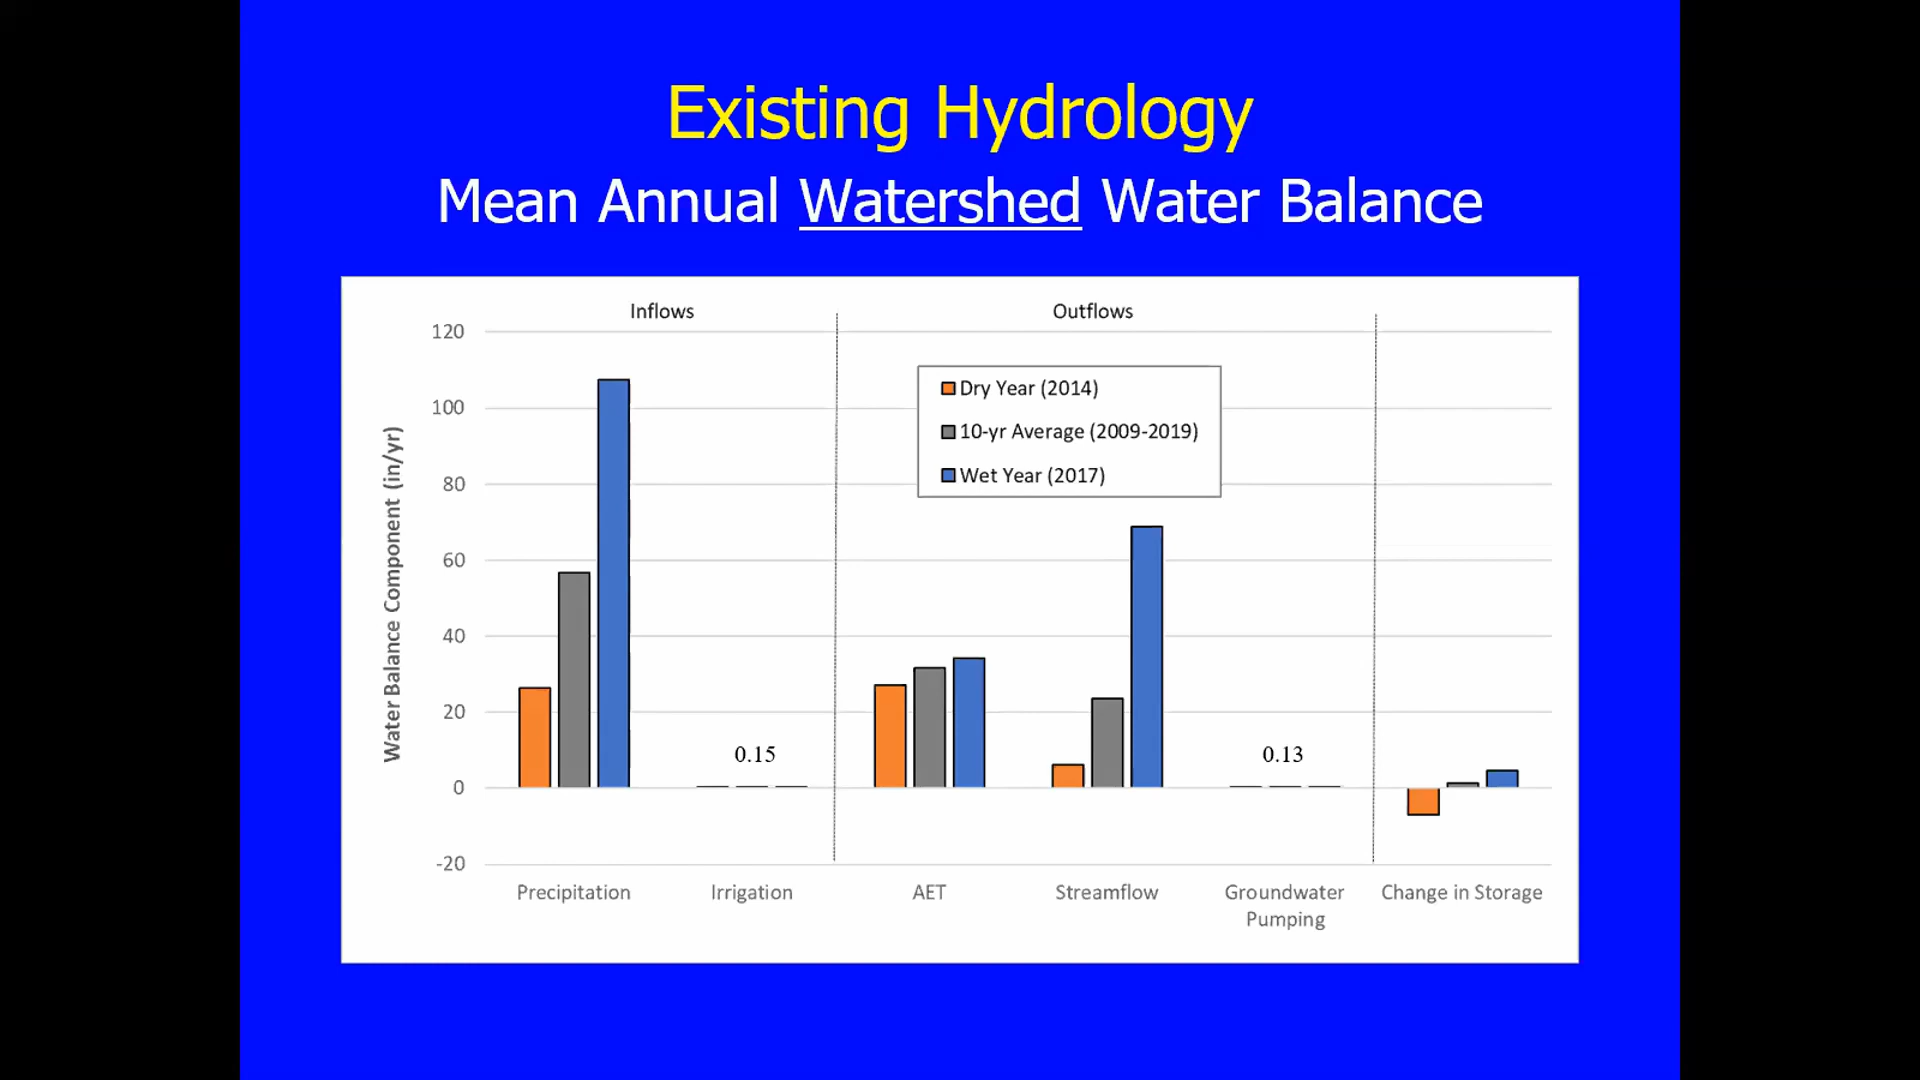 Existing Hydrology
Mean Annual Watershed Water Balance
Inflows
Outflows
120
100
80
60
40
20
0
-20
Water Balance Component (in/yr)
Dry Year (2014)
10-yr Average (2009-2019)
Wet Year (2017)
0.15
0.13
Precipitation
Irrigation
AET
Streamflow
Groundwater
Pumping
Change in Storage